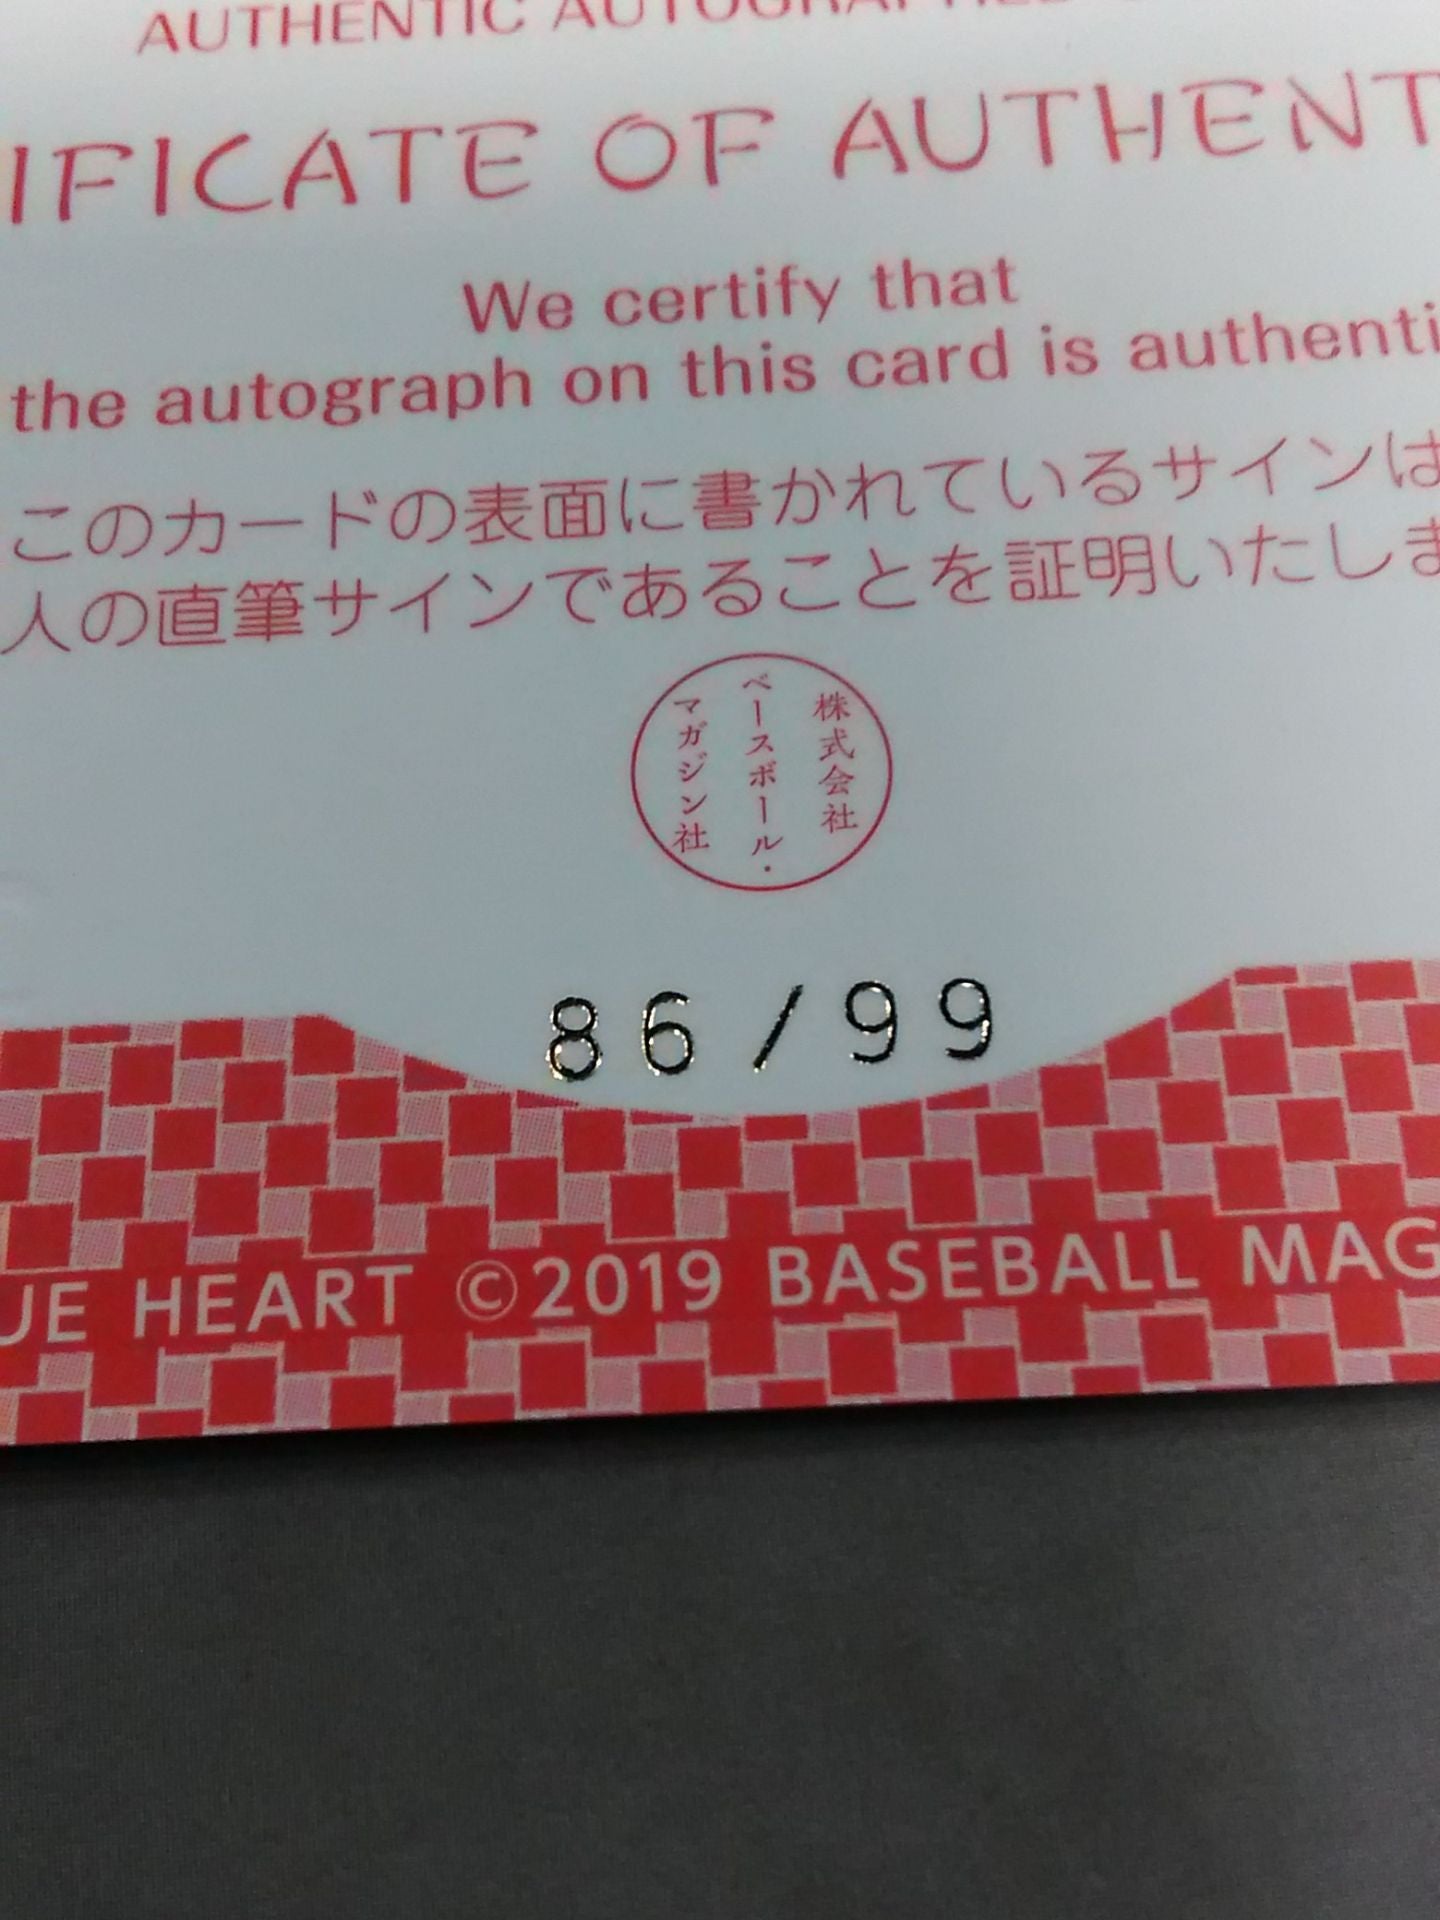 AUTHENTIC
IFICATE OF AUTHENT
We certify that
the autograph on this card is authenti
このカードの表面に書かれているサインは
人の直筆サインであることを証明いたしま
株式会社
ベースボール・
マガジン社
86/99
UE HEART ©2019 BASEBALL MAG